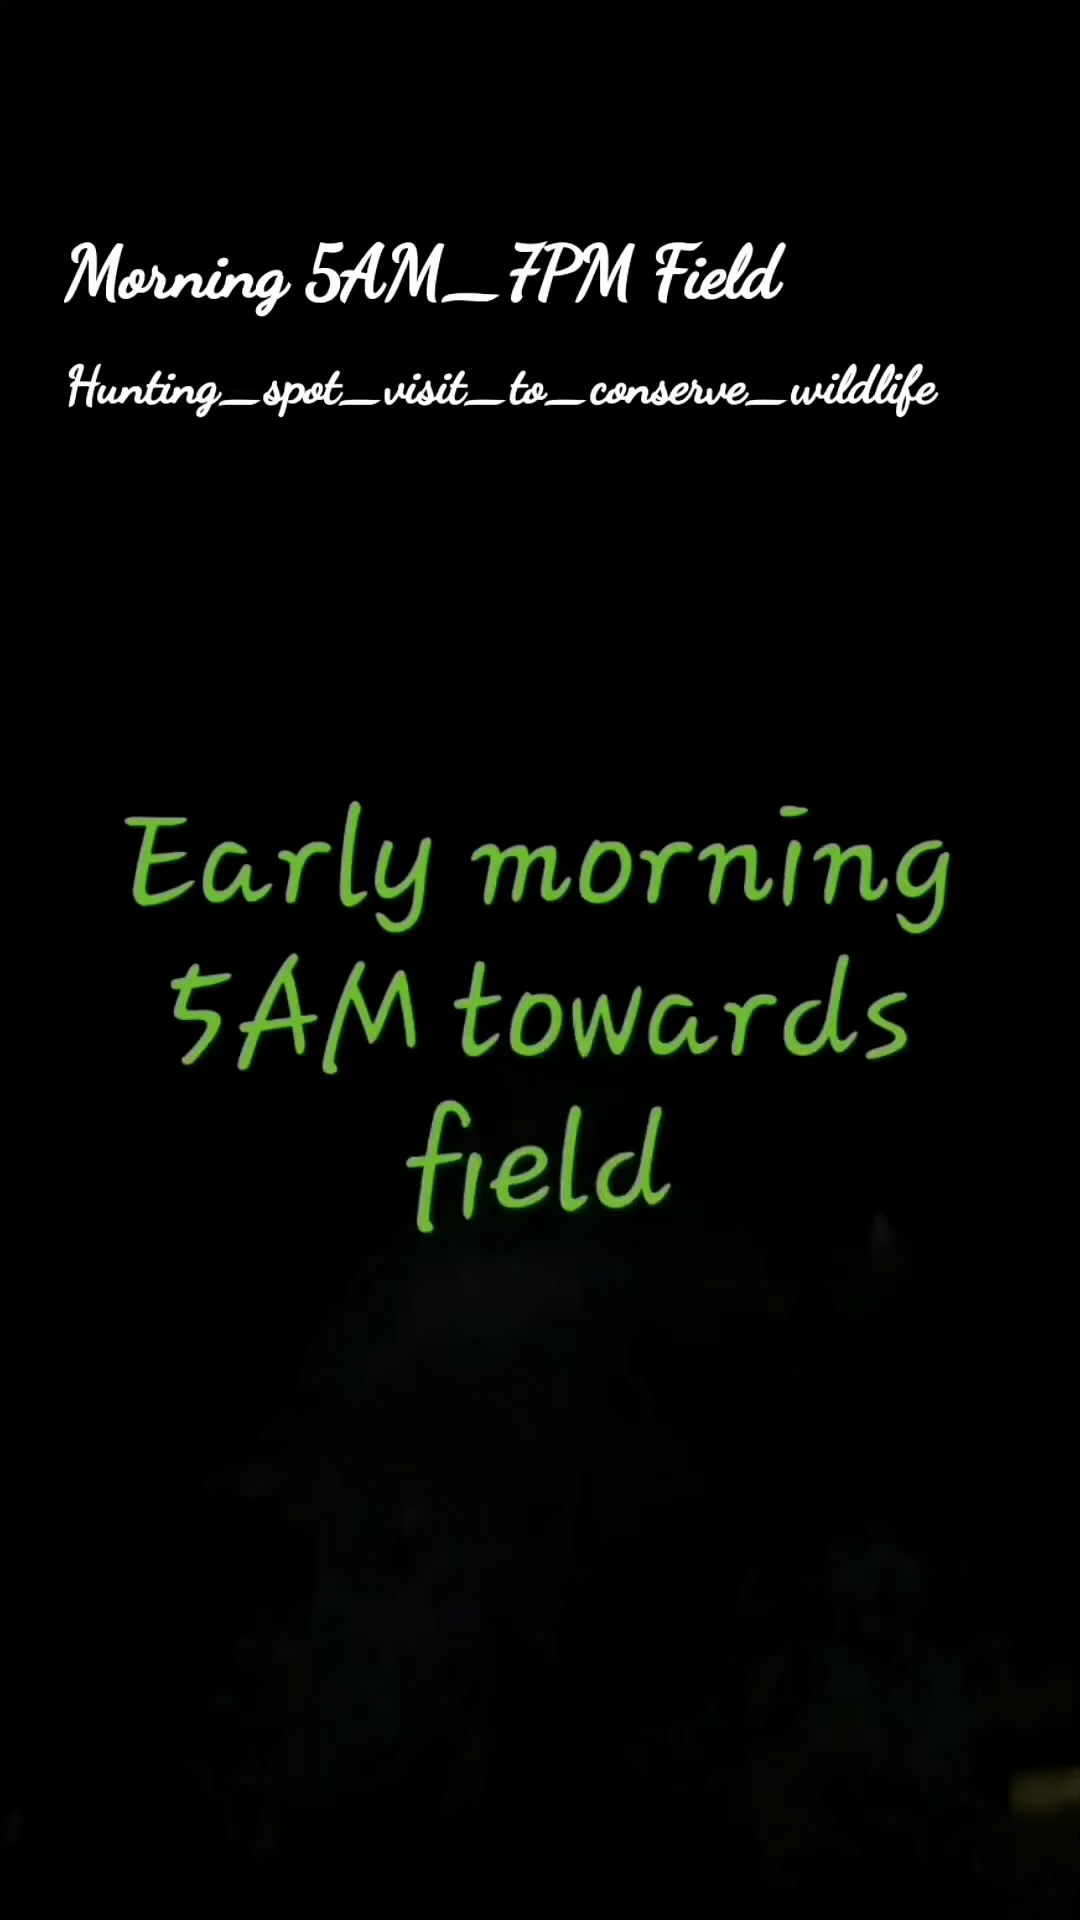 Morning 5AM_7PM Field
Hunting_spot_visit_to_conserve_wildlife
Early morning
5AM towards
field